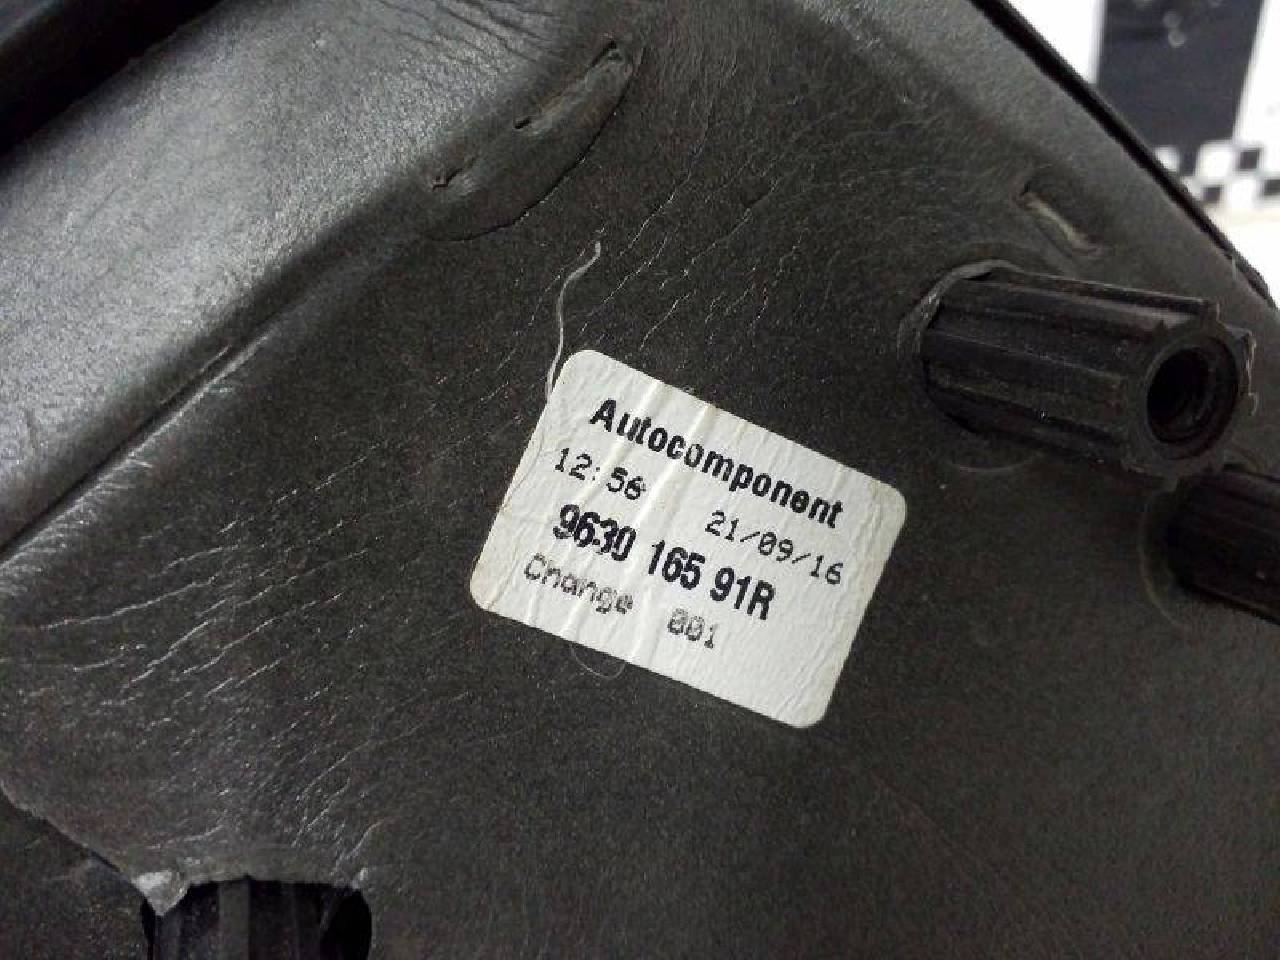 Autocomponent
12:56 21/09/16
9630 165 91R
Change 001